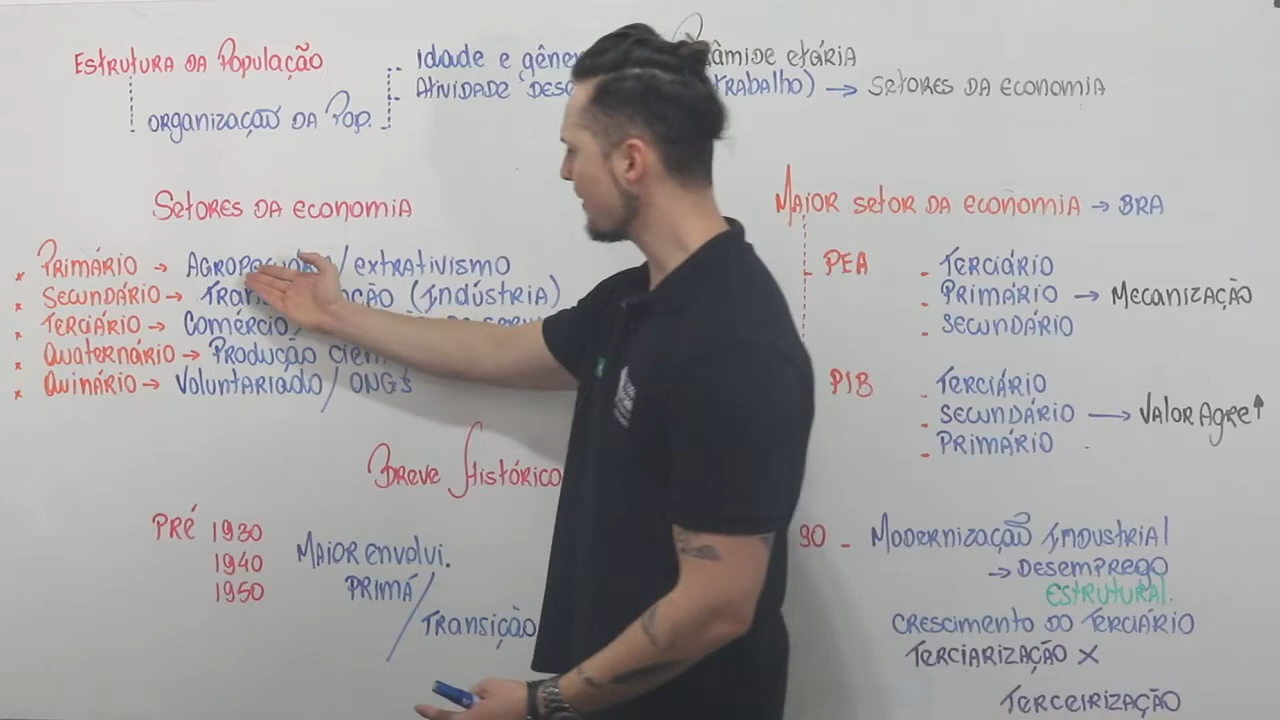 Estrutura da População
organização da Pop.
Idade e
âmide etária
Atividade
trabalho) → Setores da economia
Setores da economia
x Primário → / extrativismo
x Secundário → (Indústria)
x Terciário → Comércio
x Quaternário → Produção
x Quinário → Voluntariado / ONGs
Breve Histórico
Pré 1930
1940
1950
Maior envolvi.
Primá /
Transição
Maior setor da economia → BRA
PEA
- Terciário
- Primário → Mecanização
- Secundário
PIB
- Terciário
- Secundário → Valor Agre↑
- Primário
90 - Modernização Industrial
→ Desemprego
Estrutural.
Crescimento do Terciário
Terciarização X
Terceirização